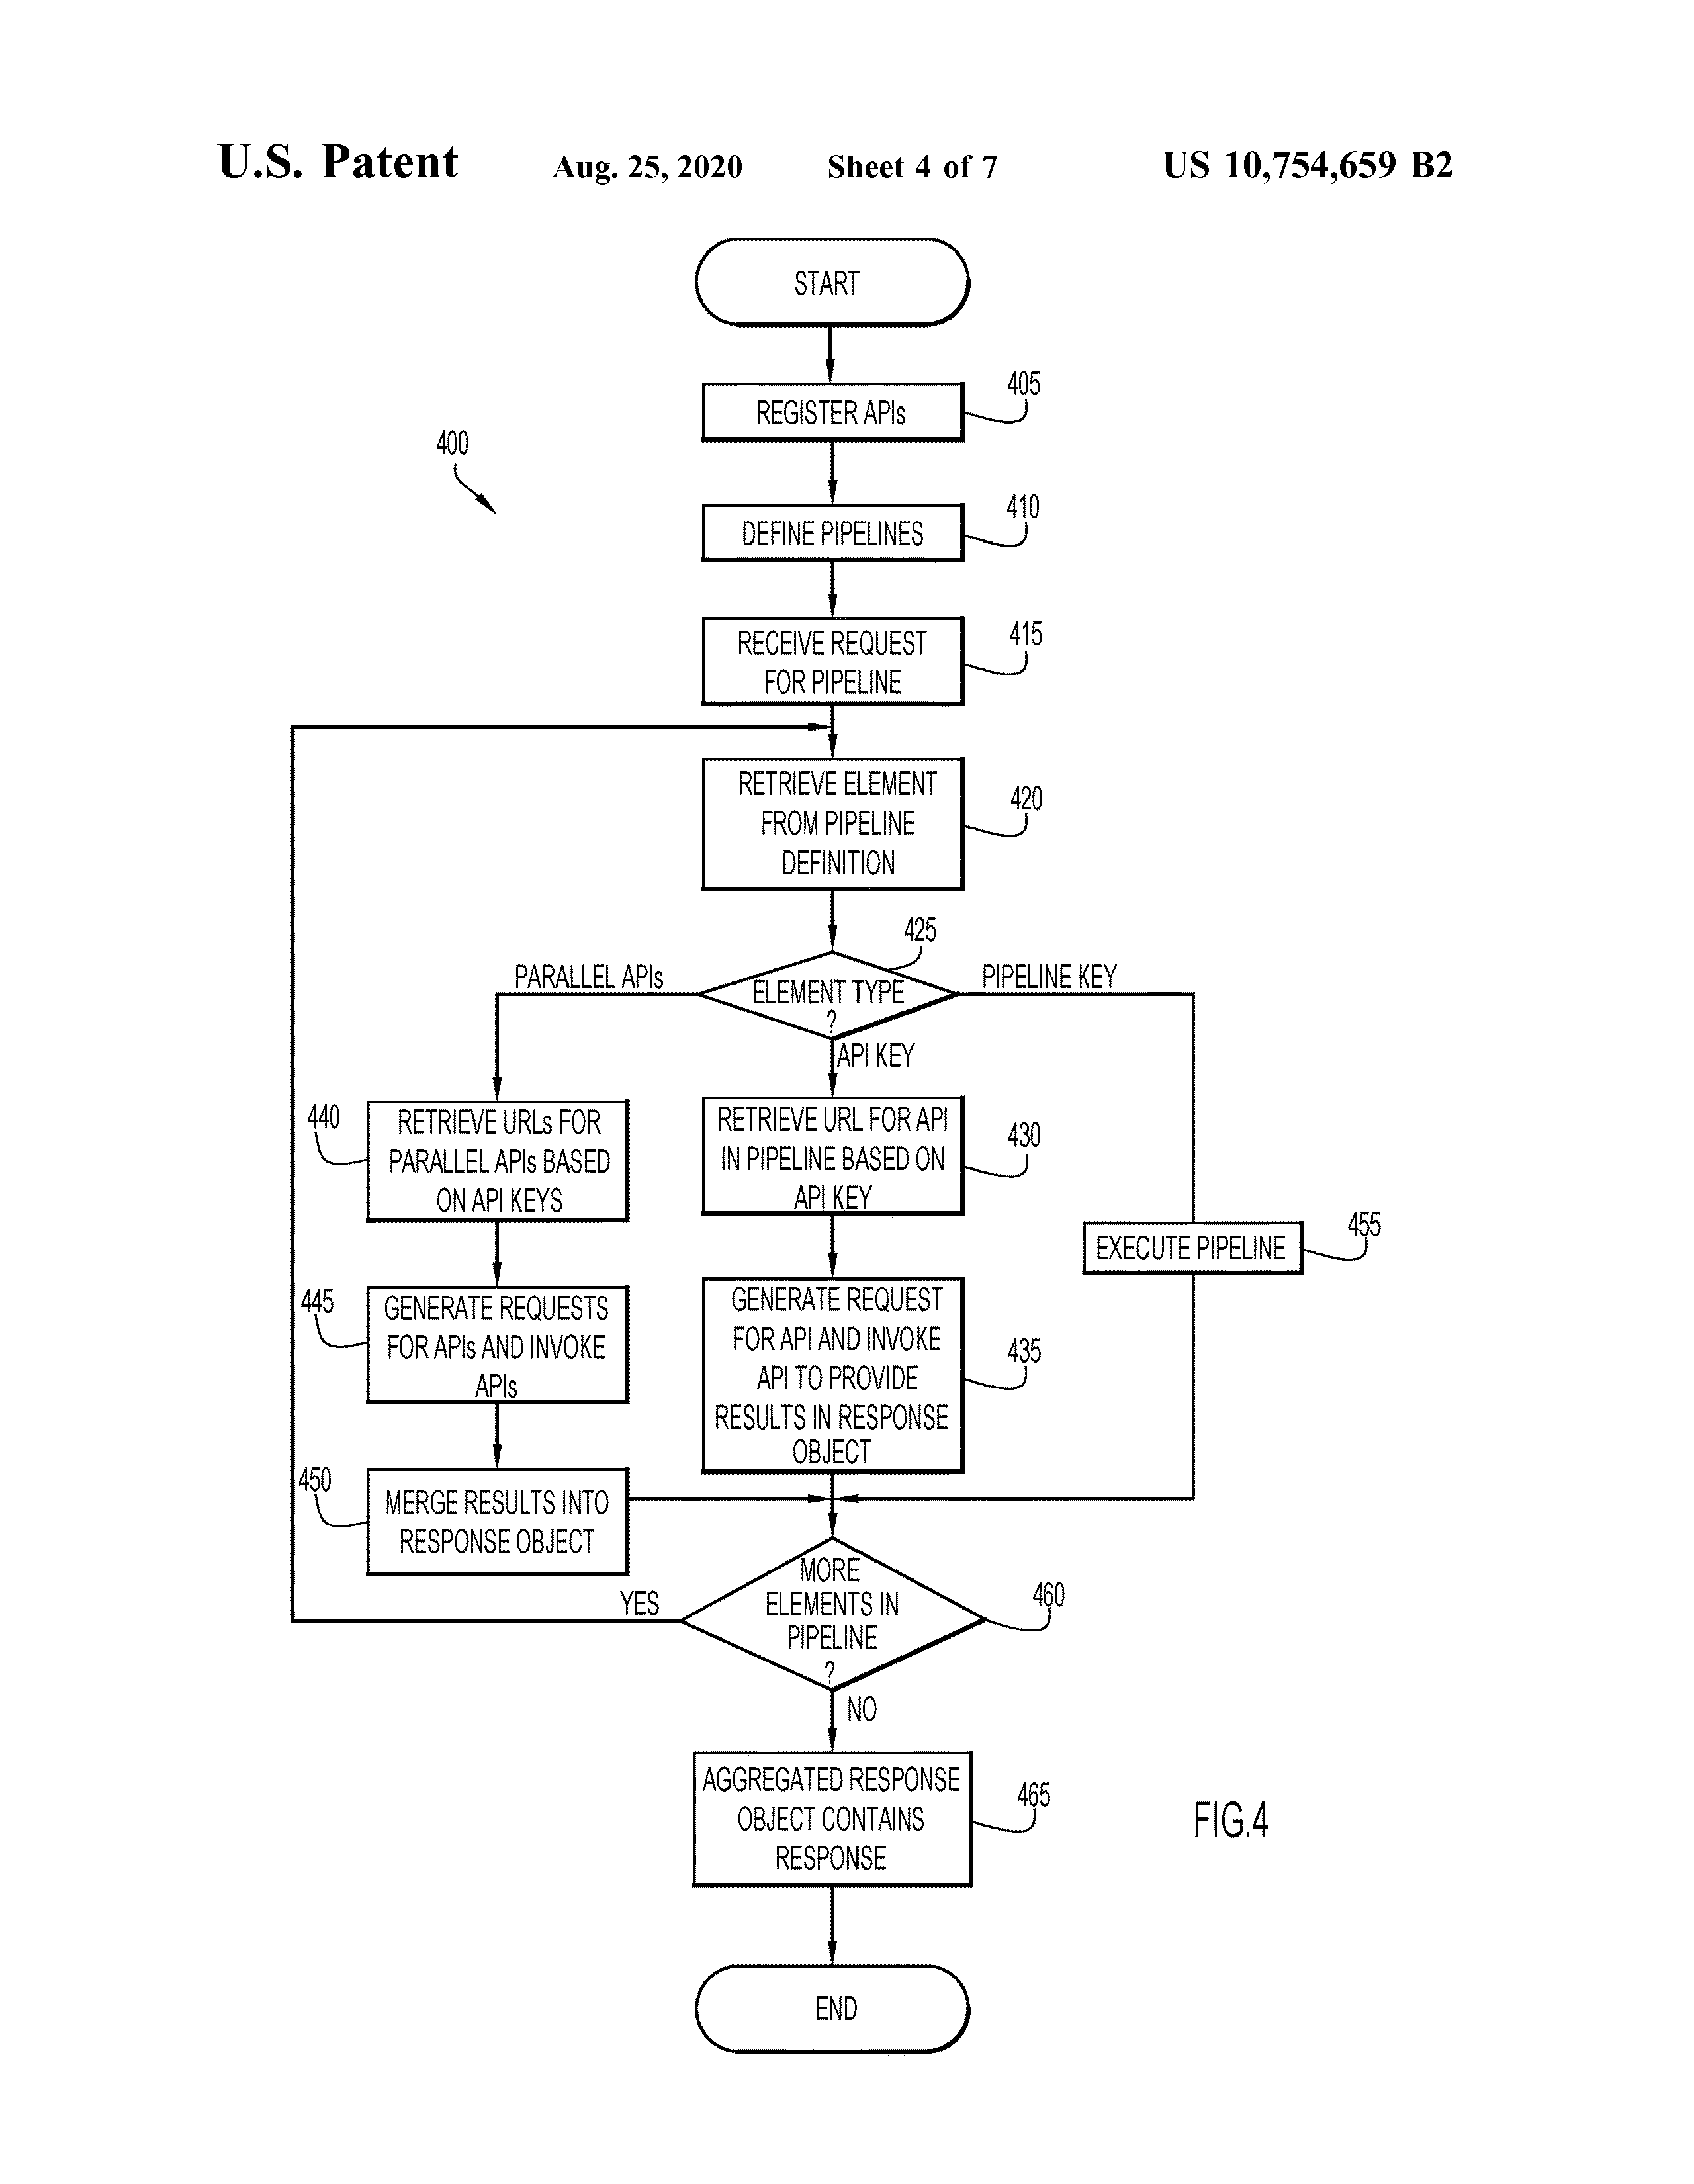 U.S. Patent Aug. 25, 2020 Sheet 4 of 7 US 10,754,659 B2
START
405
REGISTER APIs
400
410
DEFINE PIPELINES
415
RECEIVE REQUEST
FOR PIPELINE
420
RETRIEVE ELEMENT
FROM PIPELINE
DEFINITION
425
PARALLEL APIs
PIPELINE KEY
ELEMENT TYPE
?
API KEY
440
RETRIEVE URLs FOR
PARALLEL APIs BASED
ON API KEYS
430
RETRIEVE URL FOR API
IN PIPELINE BASED ON
API KEY
455
EXECUTE PIPELINE
445
GENERATE REQUESTS
FOR APIs AND INVOKE
APIs
435
GENERATE REQUEST
FOR API AND INVOKE
API TO PROVIDE
RESULTS IN RESPONSE
OBJECT
450
MERGE RESULTS INTO
RESPONSE OBJECT
YES
MORE
ELEMENTS IN
PIPELINE
?
460
NO
AGGREGATED RESPONSE
OBJECT CONTAINS
RESPONSE
465
FIG.4
END